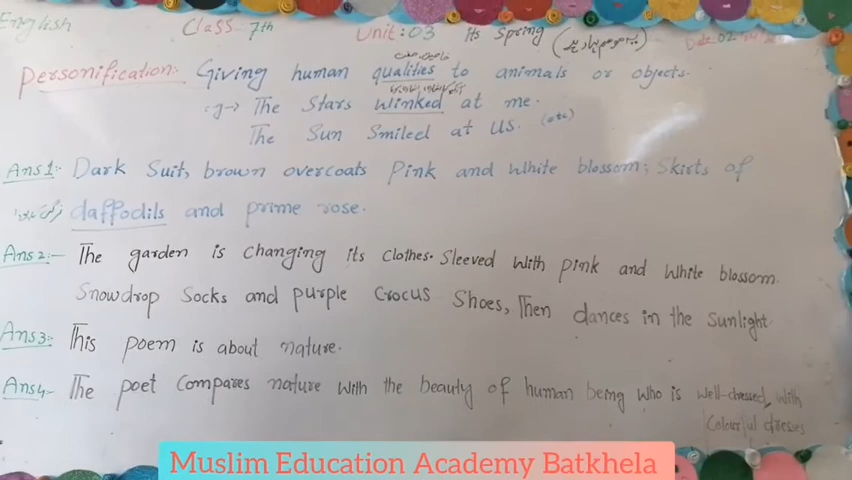 English Class 7th Unit:03 Its Spring
Date 02
Personification:- Giving human qualities to animals or objects.
e.g→ The Stars winked at me.
The Sun Smiled at us. (etc)
Ans1:- Dark Suit, brown overcoats Pink and White blossom; Skirts of
daffodils and prime rose.
Ans2:- The garden is changing its clothes. Sleeved with pink and white blossom.
Snowdrop Socks and purple Crocus Shoes, Then dances in the sunlight.
Ans3:- This poem is about nature.
Ans4- The poet Compares nature with the beauty of human being who is well-dressed, with
Colourful dresses
Muslim Education Academy Batkhela